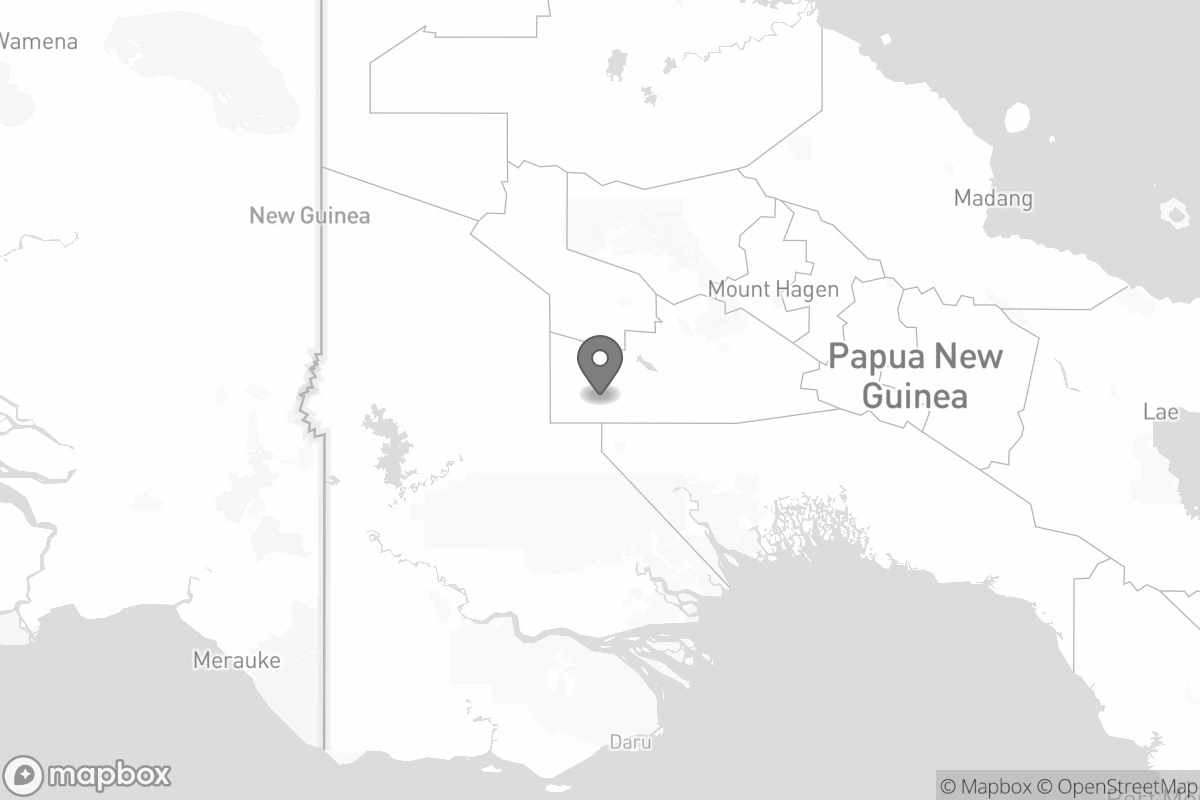 Wamena
New Guinea
Madang
Mount Hagen
Papua New
Guinea
Lae
Merauke
Daru
mapbox
© Mapbox © OpenStreetMap